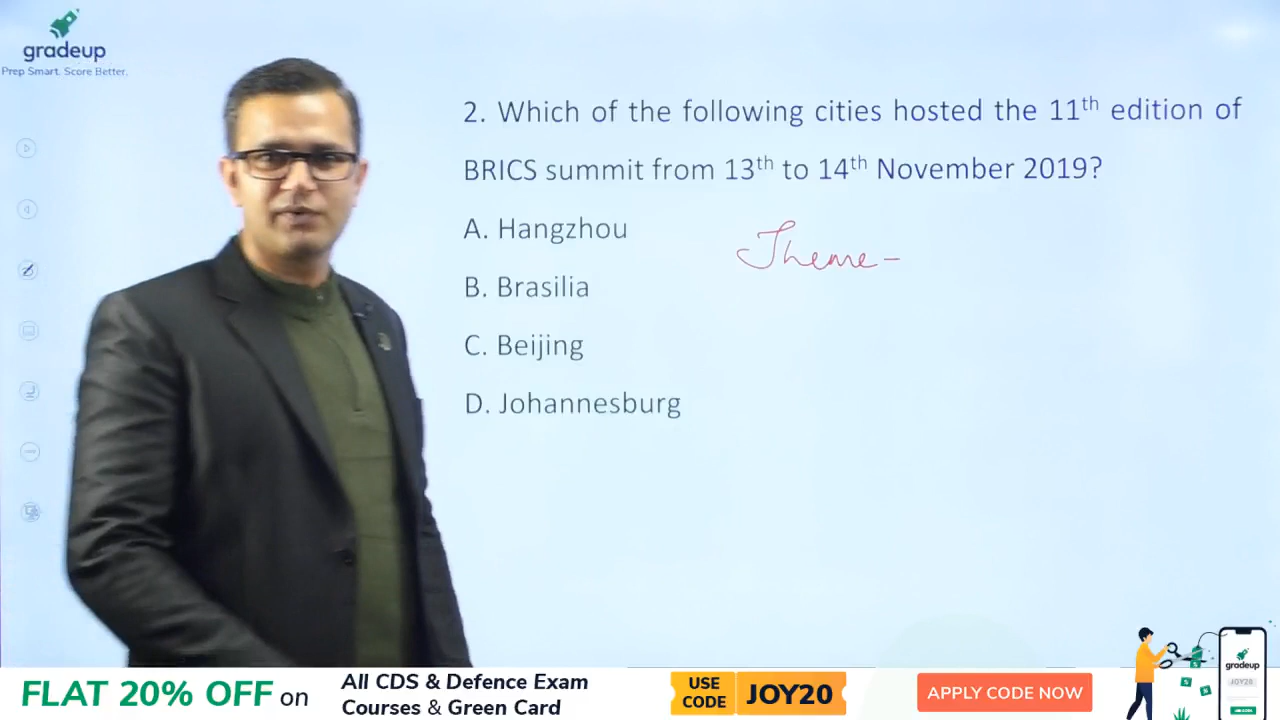 gradeup
Prep Smart. Score Better.
2. Which of the following cities hosted the 11th edition of
BRICS summit from 13th to 14th November 2019?
A. Hangzhou
Theme -
B. Brasilia
C. Beijing
D. Johannesburg
FLAT 20% OFF on
All CDS & Defence Exam
Courses & Green Card
USE
CODE
JOY20
APPLY CODE NOW
gradeup
JOY20